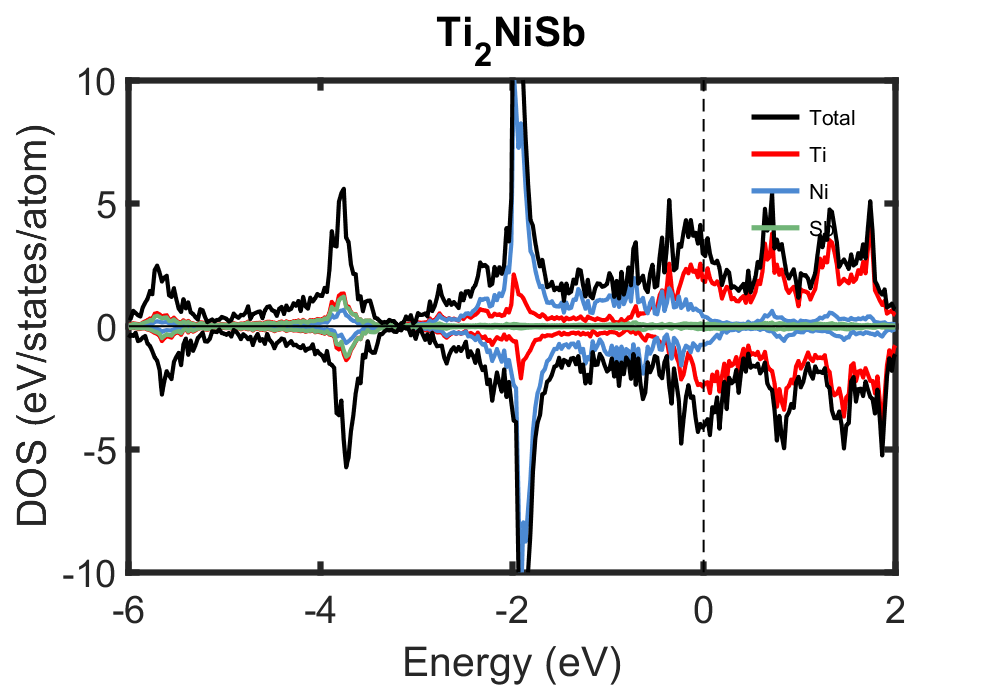 Ti₂NiSb
DOS (eV/states/atom)
10
5
0
-5
-10
Total
Ti
Ni
Sb
-6
-4
-2
0
2
Energy (eV)